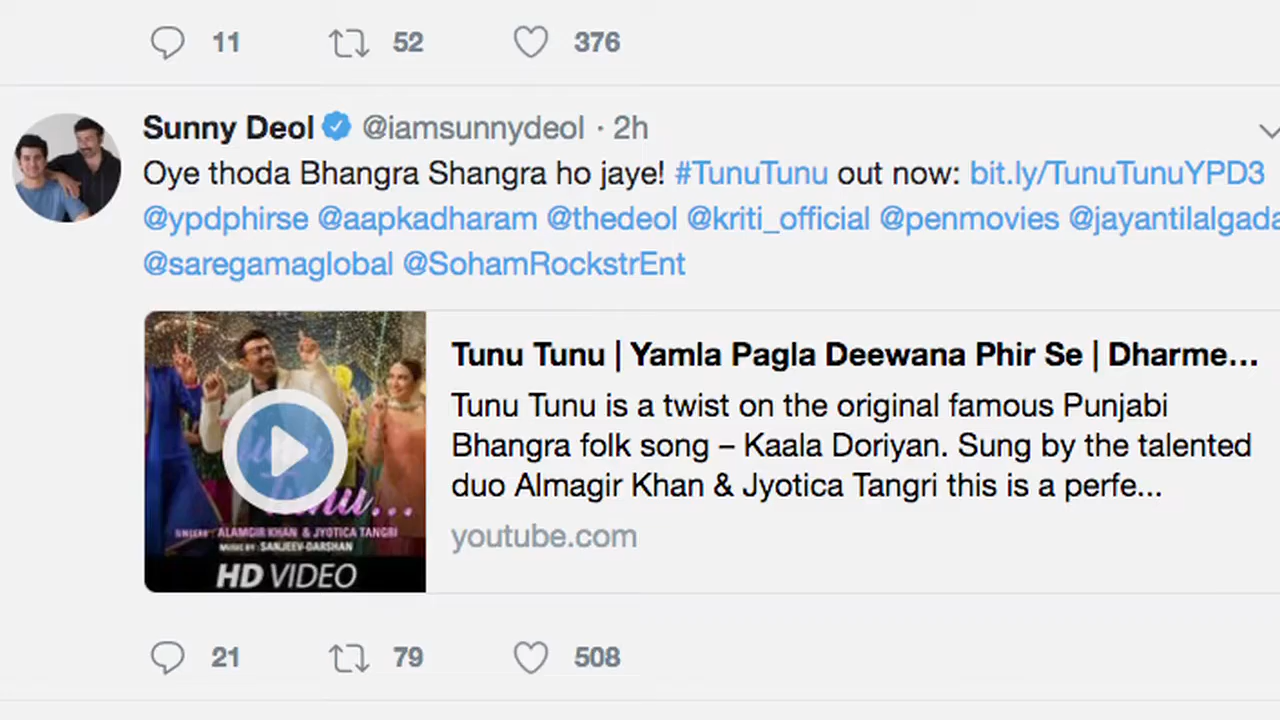 11 52 376
Sunny Deol @iamsunnydeol · 2h
Oye thoda Bhangra Shangra ho jaye! #TunuTunu out now: bit.ly/TunuTunuYPD3
@ypdphirse @aapkadharam @thedeol @kriti_official @penmovies @jayantilalgada
@saregamaglobal @SohamRockstrEnt
Tunu Tunu | Yamla Pagla Deewana Phir Se | Dharme...
Tunu Tunu is a twist on the original famous Punjabi
Bhangra folk song – Kaala Doriyan. Sung by the talented
duo Almagir Khan & Jyotica Tangri this is a perfe...
youtube.com
SINGERS: ALAMGIR KHAN & JYOTICA TANGRI
MUSIC BY: SANJEEV-DARSHAN
HD VIDEO
21 79 508